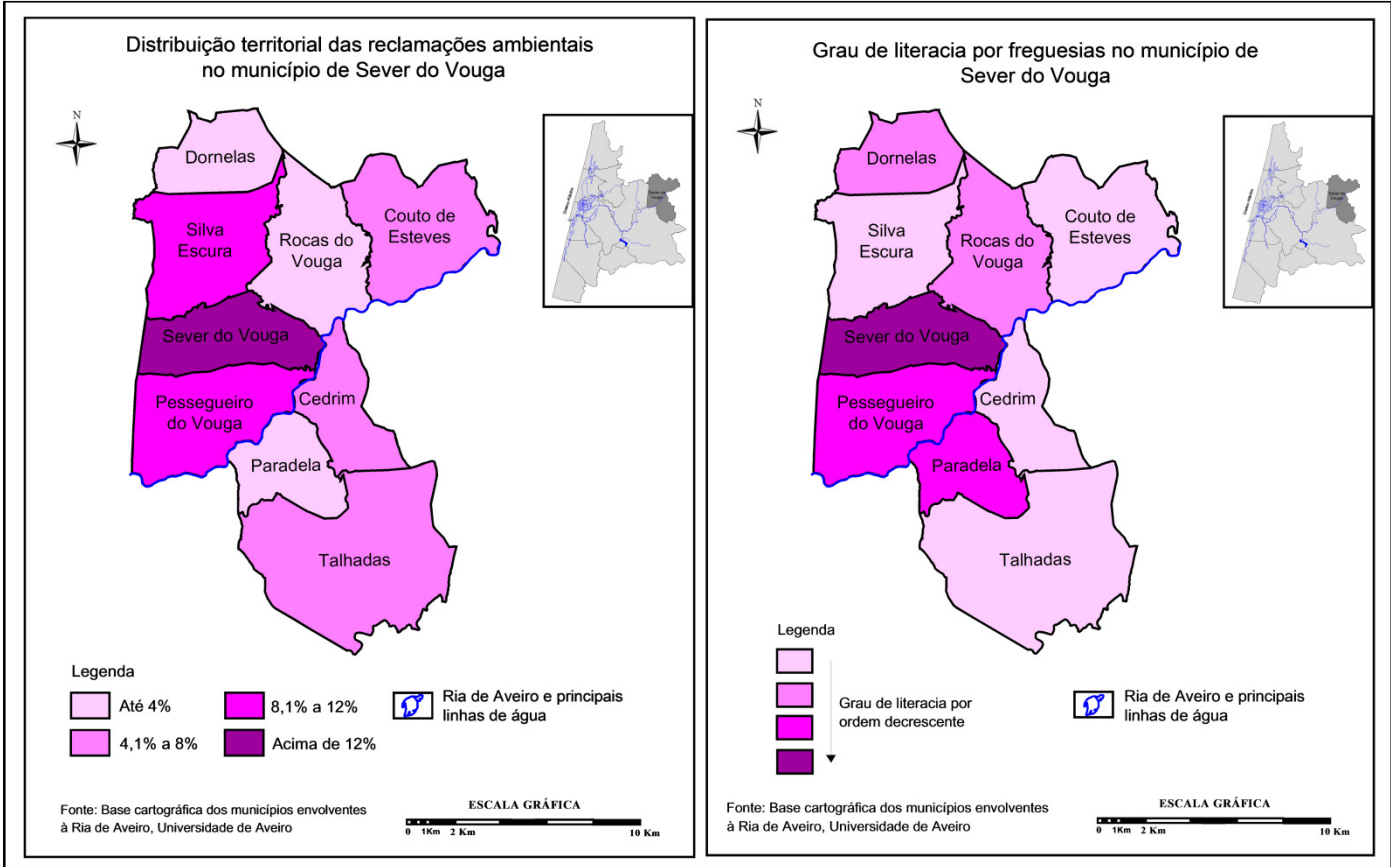 Distribuição territorial das reclamações ambientais
no município de Sever do Vouga
N
Dornelas
Silva
Escura
Rocas do
Vouga
Couto de
Esteves
Sever do Vouga
Pessegueiro
do Vouga
Cedrim
Paradela
Talhadas
Legenda
Até 4%
4,1% a 8%
8,1% a 12%
Acima de 12%
Ria de Aveiro e principais
linhas de água
Fonte: Base cartográfica dos municípios envolventes
à Ria de Aveiro, Universidade de Aveiro
ESCALA GRÁFICA
0 1Km 2 Km 10 Km
Grau de literacia por freguesias no município de
Sever do Vouga
N
Dornelas
Silva
Escura
Rocas do
Vouga
Couto de
Esteves
Sever do Vouga
Pessegueiro
do Vouga
Cedrim
Paradela
Talhadas
Legenda
Grau de literacia por
ordem decrescente
Ria de Aveiro e principais
linhas de água
Fonte: Base cartográfica dos municípios envolventes
à Ria de Aveiro, Universidade de Aveiro
ESCALA GRÁFICA
0 1Km 2 Km 10 Km